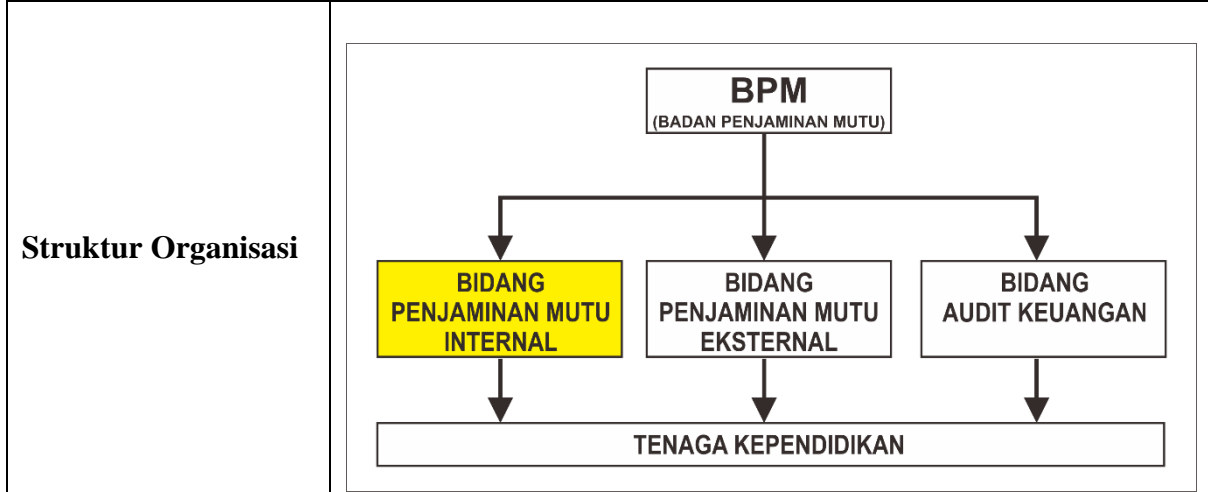 Struktur Organisasi
BPM
(BADAN PENJAMINAN MUTU)
BIDANG
PENJAMINAN MUTU
INTERNAL
BIDANG
PENJAMINAN MUTU
EKSTERNAL
BIDANG
AUDIT KEUANGAN
TENAGA KEPENDIDIKAN